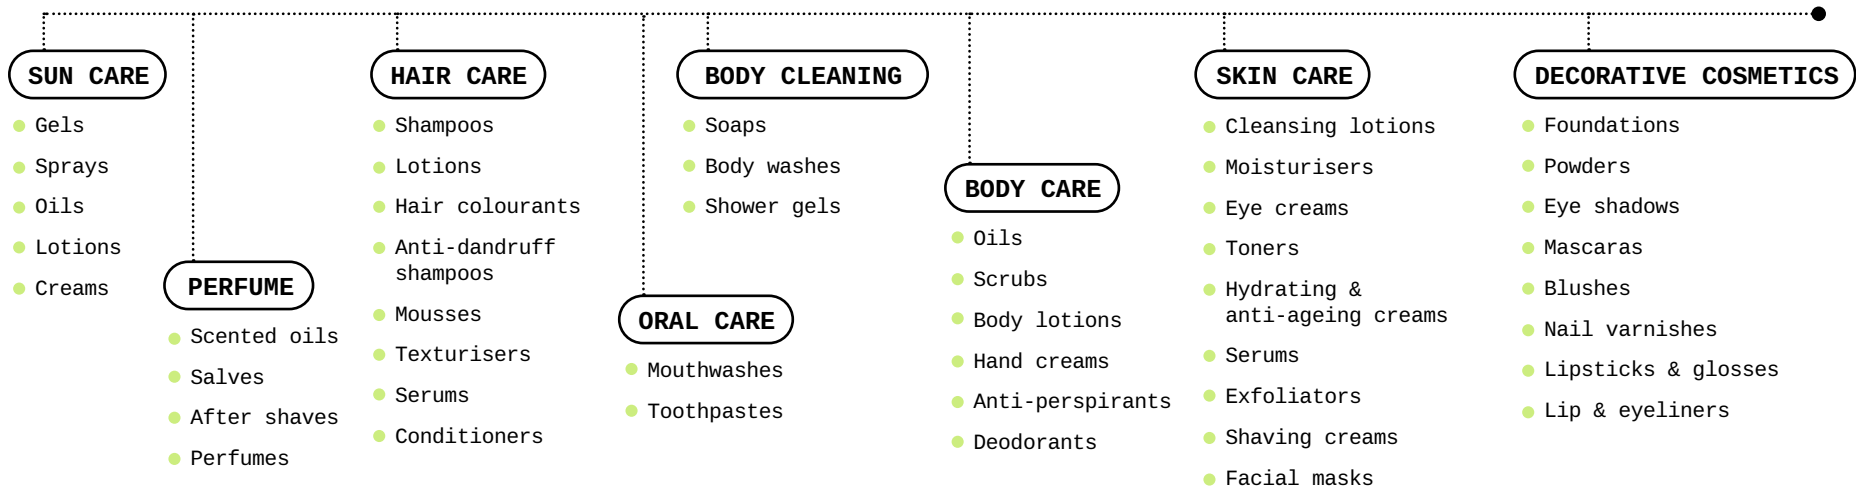 SUN CARE
Gels
Sprays
Oils
Lotions
Creams
PERFUME
Scented oils
Salves
After shaves
Perfumes
HAIR CARE
Shampoos
Lotions
Hair colourants
Anti-dandruff
shampoos
Mousses
Texturisers
Serums
Conditioners
ORAL CARE
Mouthwashes
Toothpastes
BODY CLEANING
Soaps
Body washes
Shower gels
BODY CARE
Oils
Scrubs
Body lotions
Hand creams
Anti-perspirants
Deodorants
SKIN CARE
Cleansing lotions
Moisturisers
Eye creams
Toners
Hydrating &
anti-ageing creams
Serums
Exfoliators
Shaving creams
Facial masks
DECORATIVE COSMETICS
Foundations
Powders
Eye shadows
Mascaras
Blushes
Nail varnishes
Lipsticks & glosses
Lip & eyeliners